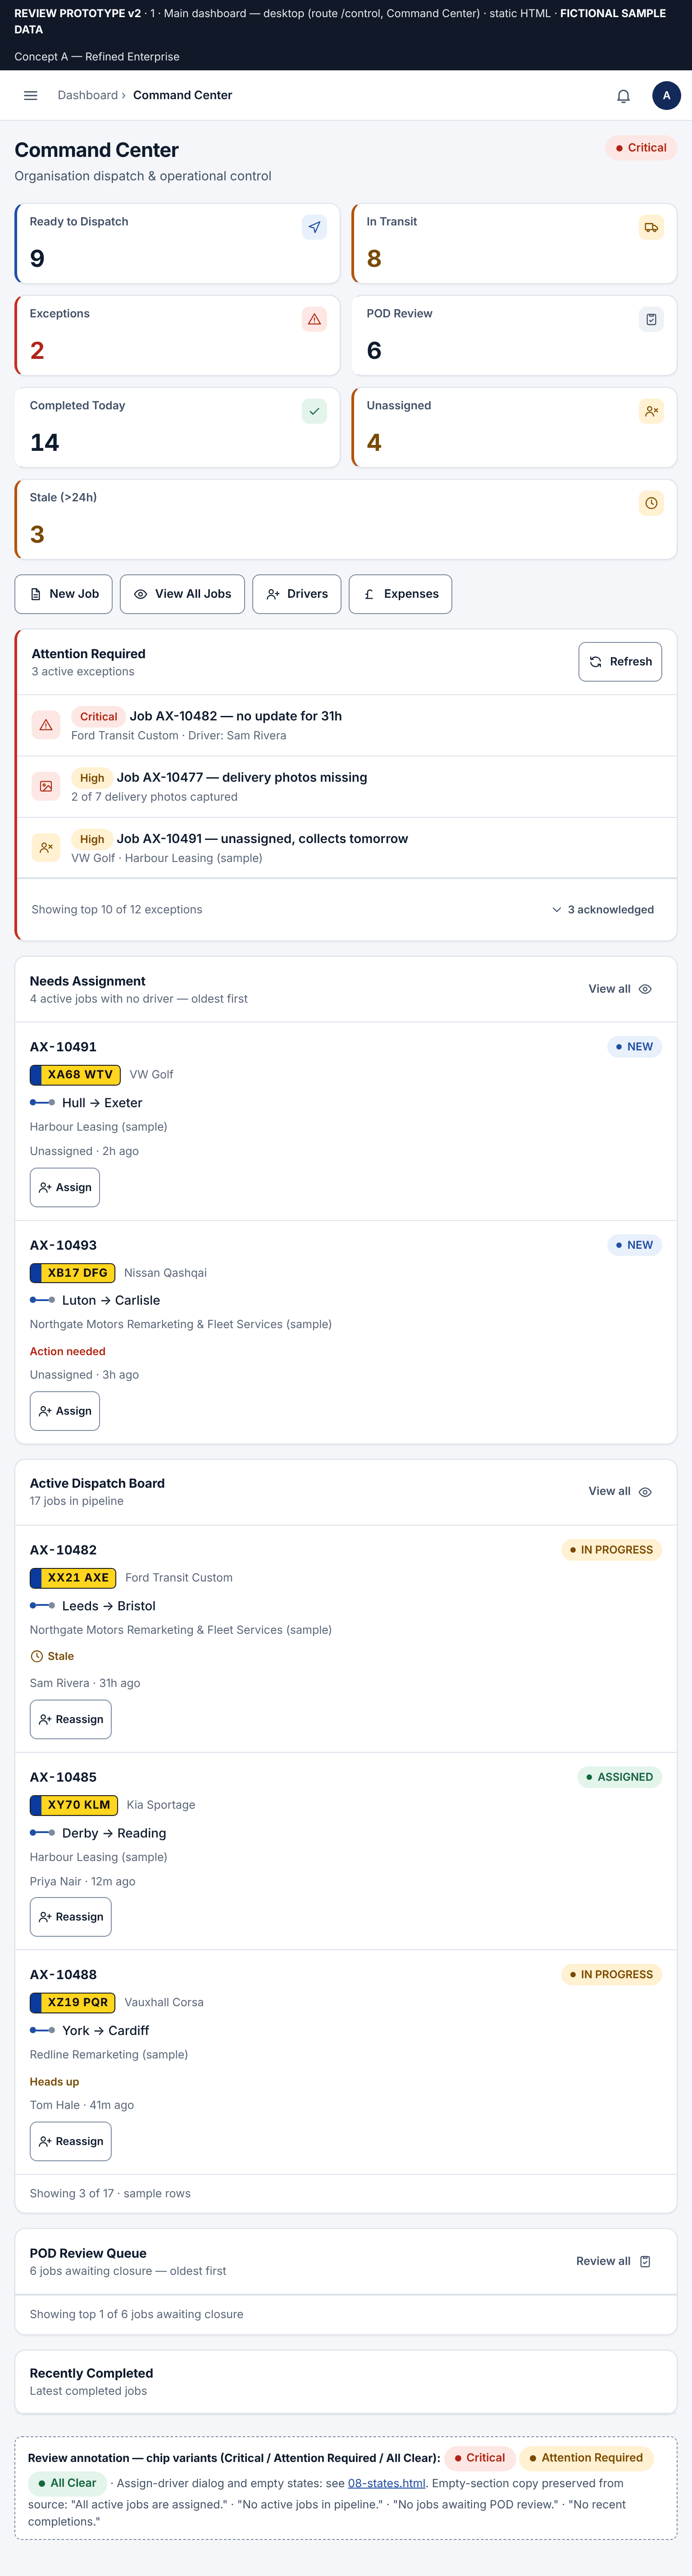 REVIEW PROTOTYPE v2 · 1 · Main dashboard — desktop (route /control, Command Center) · static HTML · FICTIONAL SAMPLE
DATA
Concept A — Refined Enterprise
Dashboard › Command Center
A
Command Center
Critical
Organisation dispatch & operational control
Ready to Dispatch
9
In Transit
8
Exceptions
2
POD Review
6
Completed Today
14
Unassigned
4
Stale (>24h)
3
New Job
View All Jobs
Drivers
£ Expenses
Attention Required
3 active exceptions
Refresh
Critical Job AX-10482 — no update for 31h
Ford Transit Custom · Driver: Sam Rivera
High Job AX-10477 — delivery photos missing
2 of 7 delivery photos captured
High Job AX-10491 — unassigned, collects tomorrow
VW Golf · Harbour Leasing (sample)
Showing top 10 of 12 exceptions
3 acknowledged
Needs Assignment
4 active jobs with no driver — oldest first
View all
AX-10491
NEW
XA68 WTV VW Golf
Hull → Exeter
Harbour Leasing (sample)
Unassigned · 2h ago
Assign
AX-10493
NEW
XB17 DFG Nissan Qashqai
Luton → Carlisle
Northgate Motors Remarketing & Fleet Services (sample)
Action needed
Unassigned · 3h ago
Assign
Active Dispatch Board
17 jobs in pipeline
View all
AX-10482
IN PROGRESS
XX21 AXE Ford Transit Custom
Leeds → Bristol
Northgate Motors Remarketing & Fleet Services (sample)
Stale
Sam Rivera · 31h ago
Reassign
AX-10485
ASSIGNED
XY70 KLM Kia Sportage
Derby → Reading
Harbour Leasing (sample)
Priya Nair · 12m ago
Reassign
AX-10488
IN PROGRESS
XZ19 PQR Vauxhall Corsa
York → Cardiff
Redline Remarketing (sample)
Heads up
Tom Hale · 41m ago
Reassign
Showing 3 of 17 · sample rows
POD Review Queue
6 jobs awaiting closure — oldest first
Review all
Showing top 1 of 6 jobs awaiting closure
Recently Completed
Latest completed jobs
Review annotation — chip variants (Critical / Attention Required / All Clear): Critical Attention Required
All Clear · Assign-driver dialog and empty states: see 08-states.html. Empty-section copy preserved from
source: "All active jobs are assigned." · "No active jobs in pipeline." · "No jobs awaiting POD review." · "No recent
completions."